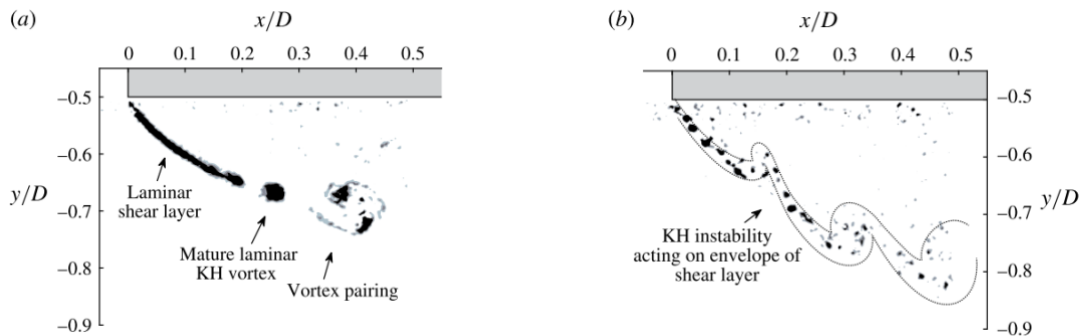 (a)
x/D
0 0.1 0.2 0.3 0.4 0.5
−0.5
−0.6
−0.7
−0.8
−0.9
y/D
Laminar
shear layer
Mature laminar
KH vortex
Vortex pairing
(b)
x/D
0 0.1 0.2 0.3 0.4 0.5
−0.5
−0.6
−0.7
−0.8
−0.9
y/D
KH instability
acting on envelope of
shear layer